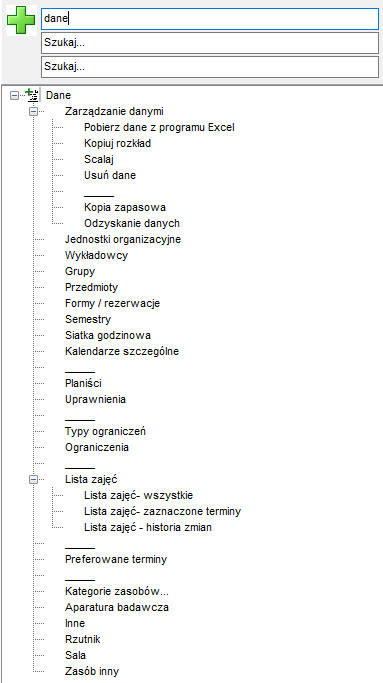 dane
Szukaj...
Szukaj...
Dane
Zarządzanie danymi
Pobierz dane z programu Excel
Kopiuj rozkład
Scalaj
Usuń dane
_____
Kopia zapasowa
Odzyskanie danych
Jednostki organizacyjne
Wykładowcy
Grupy
Przedmioty
Formy / rezerwacje
Semestry
Siatka godzinowa
Kalendarze szczególne
_____
Planiści
Uprawnienia
_____
Typy ograniczeń
Ograniczenia
_____
Lista zajęć
Lista zajęć- wszystkie
Lista zajęć- zaznaczone terminy
Lista zajęć - historia zmian
_____
Preferowane terminy
_____
Kategorie zasobów...
Aparatura badawcza
Inne
Rzutnik
Sala
Zasób inny